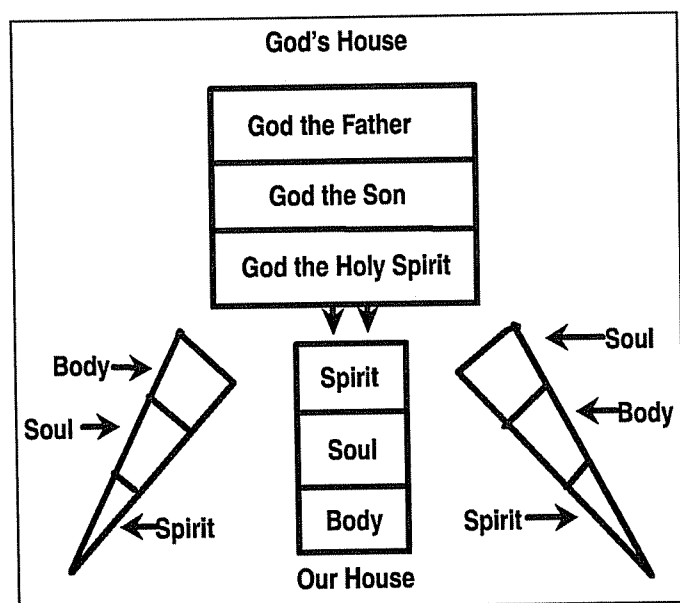 God's House
God the Father
God the Son
God the Holy Spirit
Body
Soul
Spirit
Spirit
Soul
Body
Our House
Soul
Body
Spirit